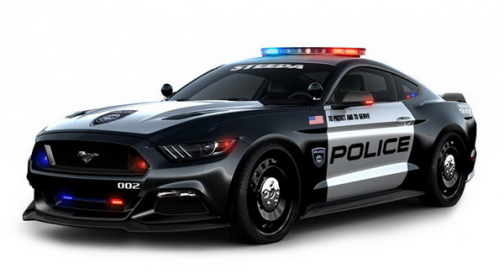 STEEDA
TO PROTECT AND TO SERVE
POLICE
002